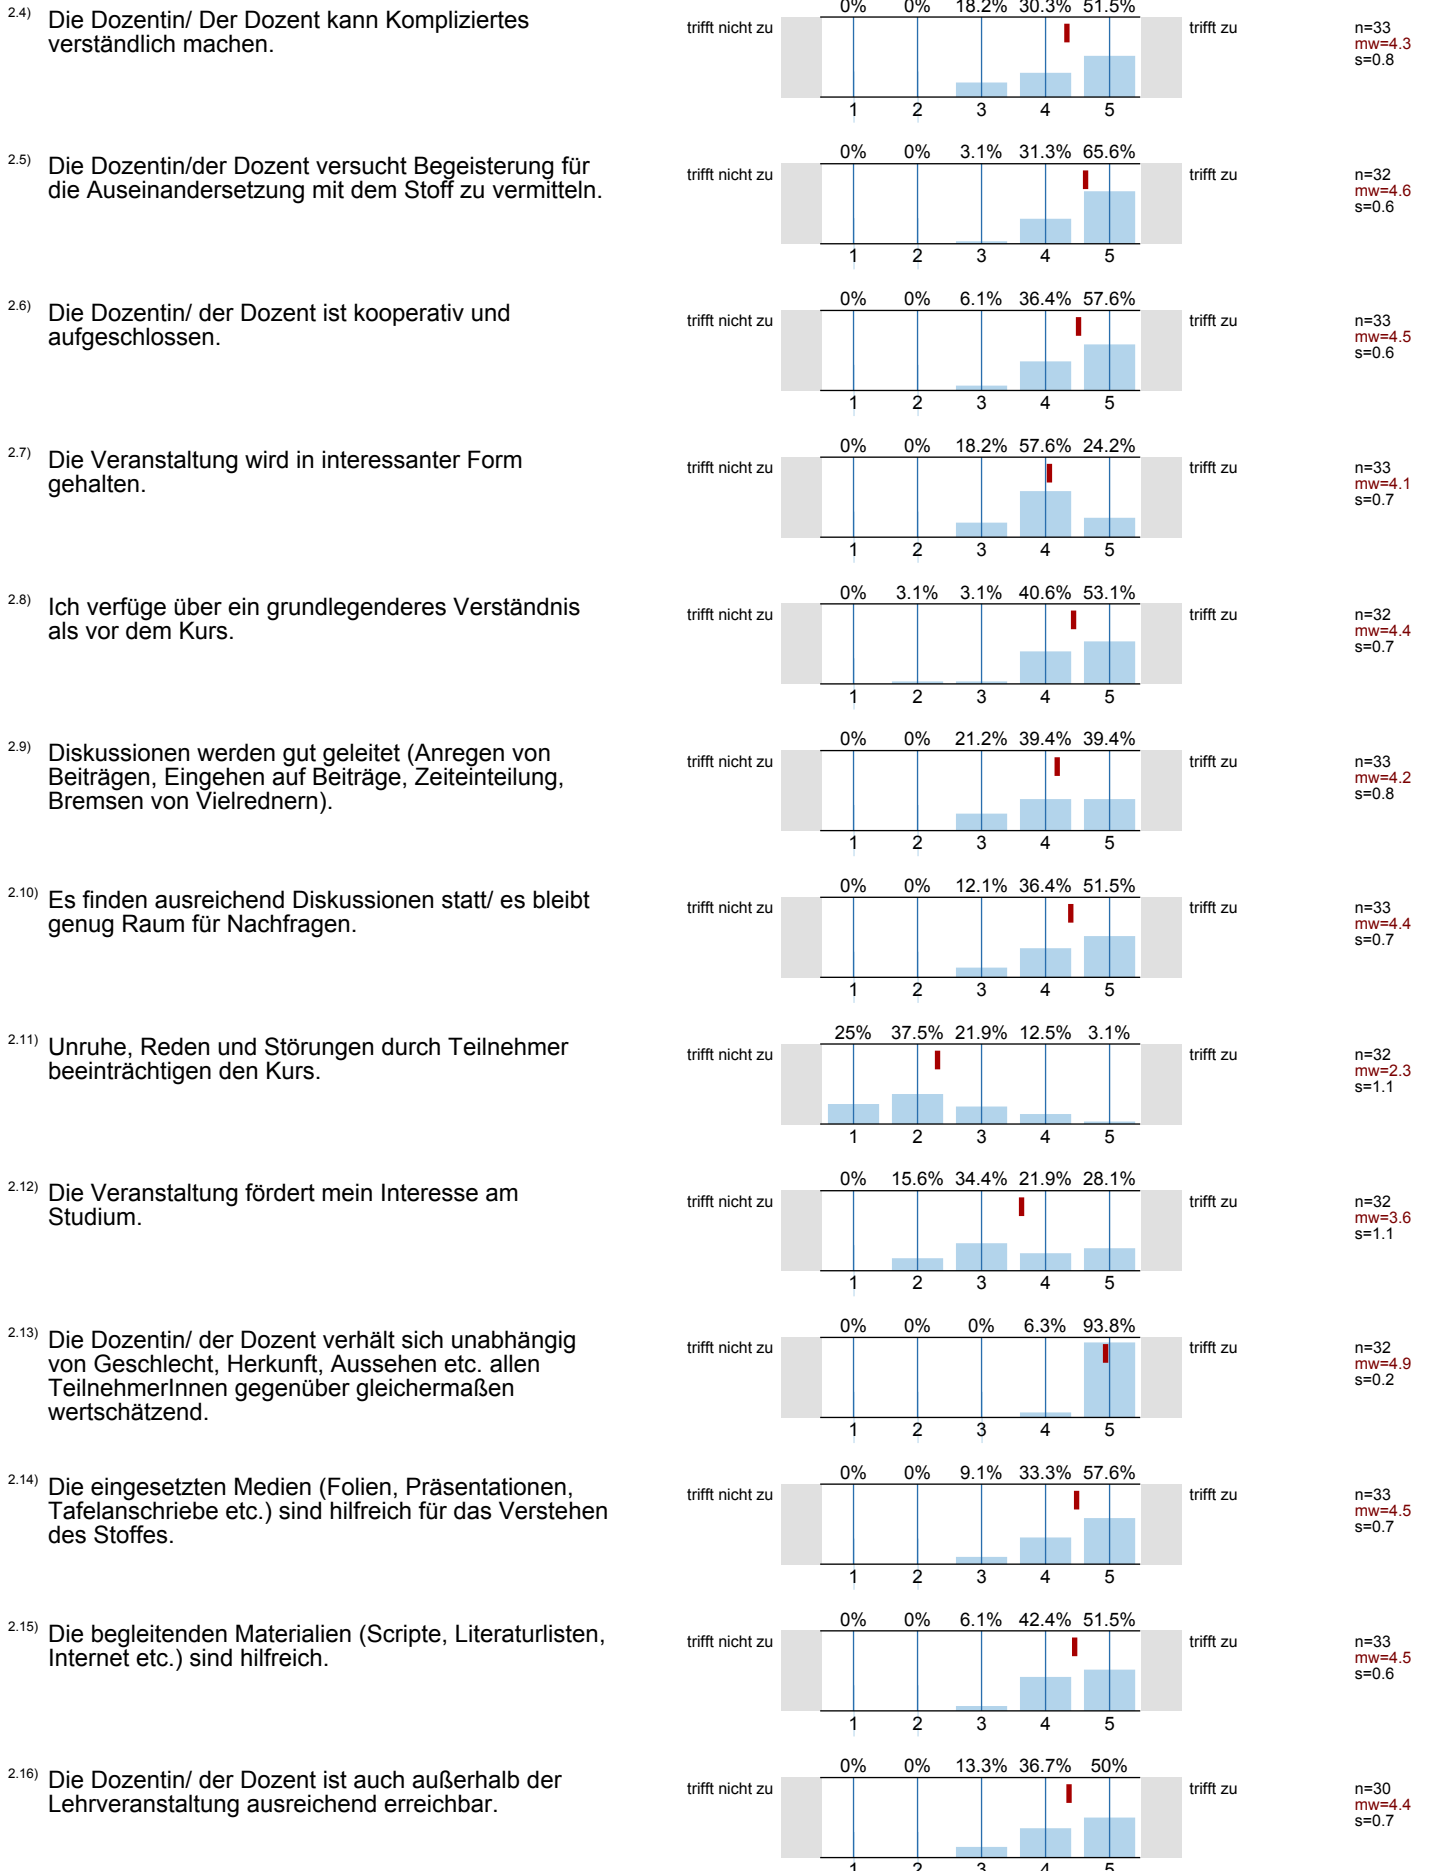 2.4) Die Dozentin/ Der Dozent kann Kompliziertes
verständlich machen.
trifft nicht zu
0% 0% 18.2% 30.3% 51.5%
1 2 3 4 5
trifft zu
n=33
mw=4.3
s=0.8
2.5) Die Dozentin/der Dozent versucht Begeisterung für
die Auseinandersetzung mit dem Stoff zu vermitteln.
trifft nicht zu
0% 0% 3.1% 31.3% 65.6%
1 2 3 4 5
trifft zu
n=32
mw=4.6
s=0.6
2.6) Die Dozentin/ der Dozent ist kooperativ und
aufgeschlossen.
trifft nicht zu
0% 0% 6.1% 36.4% 57.6%
1 2 3 4 5
trifft zu
n=33
mw=4.5
s=0.6
2.7) Die Veranstaltung wird in interessanter Form
gehalten.
trifft nicht zu
0% 0% 18.2% 57.6% 24.2%
1 2 3 4 5
trifft zu
n=33
mw=4.1
s=0.7
2.8) Ich verfüge über ein grundlegenderes Verständnis
als vor dem Kurs.
trifft nicht zu
0% 3.1% 3.1% 40.6% 53.1%
1 2 3 4 5
trifft zu
n=32
mw=4.4
s=0.7
2.9) Diskussionen werden gut geleitet (Anregen von
Beiträgen, Eingehen auf Beiträge, Zeiteinteilung,
Bremsen von Vielrednern).
trifft nicht zu
0% 0% 21.2% 39.4% 39.4%
1 2 3 4 5
trifft zu
n=33
mw=4.2
s=0.8
2.10) Es finden ausreichend Diskussionen statt/ es bleibt
genug Raum für Nachfragen.
trifft nicht zu
0% 0% 12.1% 36.4% 51.5%
1 2 3 4 5
trifft zu
n=33
mw=4.4
s=0.7
2.11) Unruhe, Reden und Störungen durch Teilnehmer
beeinträchtigen den Kurs.
trifft nicht zu
25% 37.5% 21.9% 12.5% 3.1%
1 2 3 4 5
trifft zu
n=32
mw=2.3
s=1.1
2.12) Die Veranstaltung fördert mein Interesse am
Studium.
trifft nicht zu
0% 15.6% 34.4% 21.9% 28.1%
1 2 3 4 5
trifft zu
n=32
mw=3.6
s=1.1
2.13) Die Dozentin/ der Dozent verhält sich unabhängig
von Geschlecht, Herkunft, Aussehen etc. allen
TeilnehmerInnen gegenüber gleichermaßen
wertschätzend.
trifft nicht zu
0% 0% 0% 6.3% 93.8%
1 2 3 4 5
trifft zu
n=32
mw=4.9
s=0.2
2.14) Die eingesetzten Medien (Folien, Präsentationen,
Tafelanschriebe etc.) sind hilfreich für das Verstehen
des Stoffes.
trifft nicht zu
0% 0% 9.1% 33.3% 57.6%
1 2 3 4 5
trifft zu
n=33
mw=4.5
s=0.7
2.15) Die begleitenden Materialien (Scripte, Literaturlisten,
Internet etc.) sind hilfreich.
trifft nicht zu
0% 0% 6.1% 42.4% 51.5%
1 2 3 4 5
trifft zu
n=33
mw=4.5
s=0.6
2.16) Die Dozentin/ der Dozent ist auch außerhalb der
Lehrveranstaltung ausreichend erreichbar.
trifft nicht zu
0% 0% 13.3% 36.7% 50%
1 2 3 4 5
trifft zu
n=30
mw=4.4
s=0.7